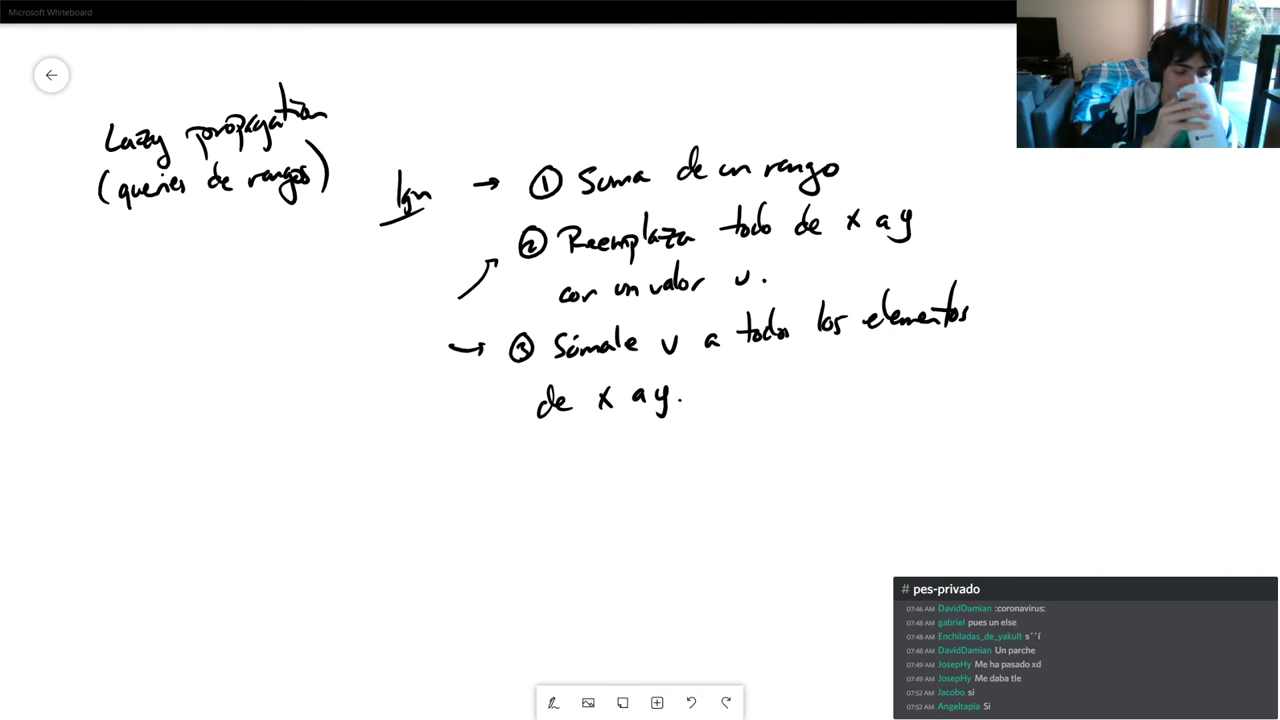 Microsoft Whiteboard
Lazy propagation
(queries de rangos)
lgn → ① Suma de un rango
② Reemplaza todo de x a y
con un valor v.
③ Súmale v a todos los elementos
de x a y.
# pes-privado
07:46 AM DavidDamian :coronavirus:
07:48 AM gabriel pues un else
07:48 AM Enchiladas_de_yakult s´´í
07:48 AM DavidDamian Un parche
07:49 AM JosepHy Me ha pasado xd
07:49 AM JosepHy Me daba tle
07:52 AM Jacobo sí
07:52 AM Angeltapia Si